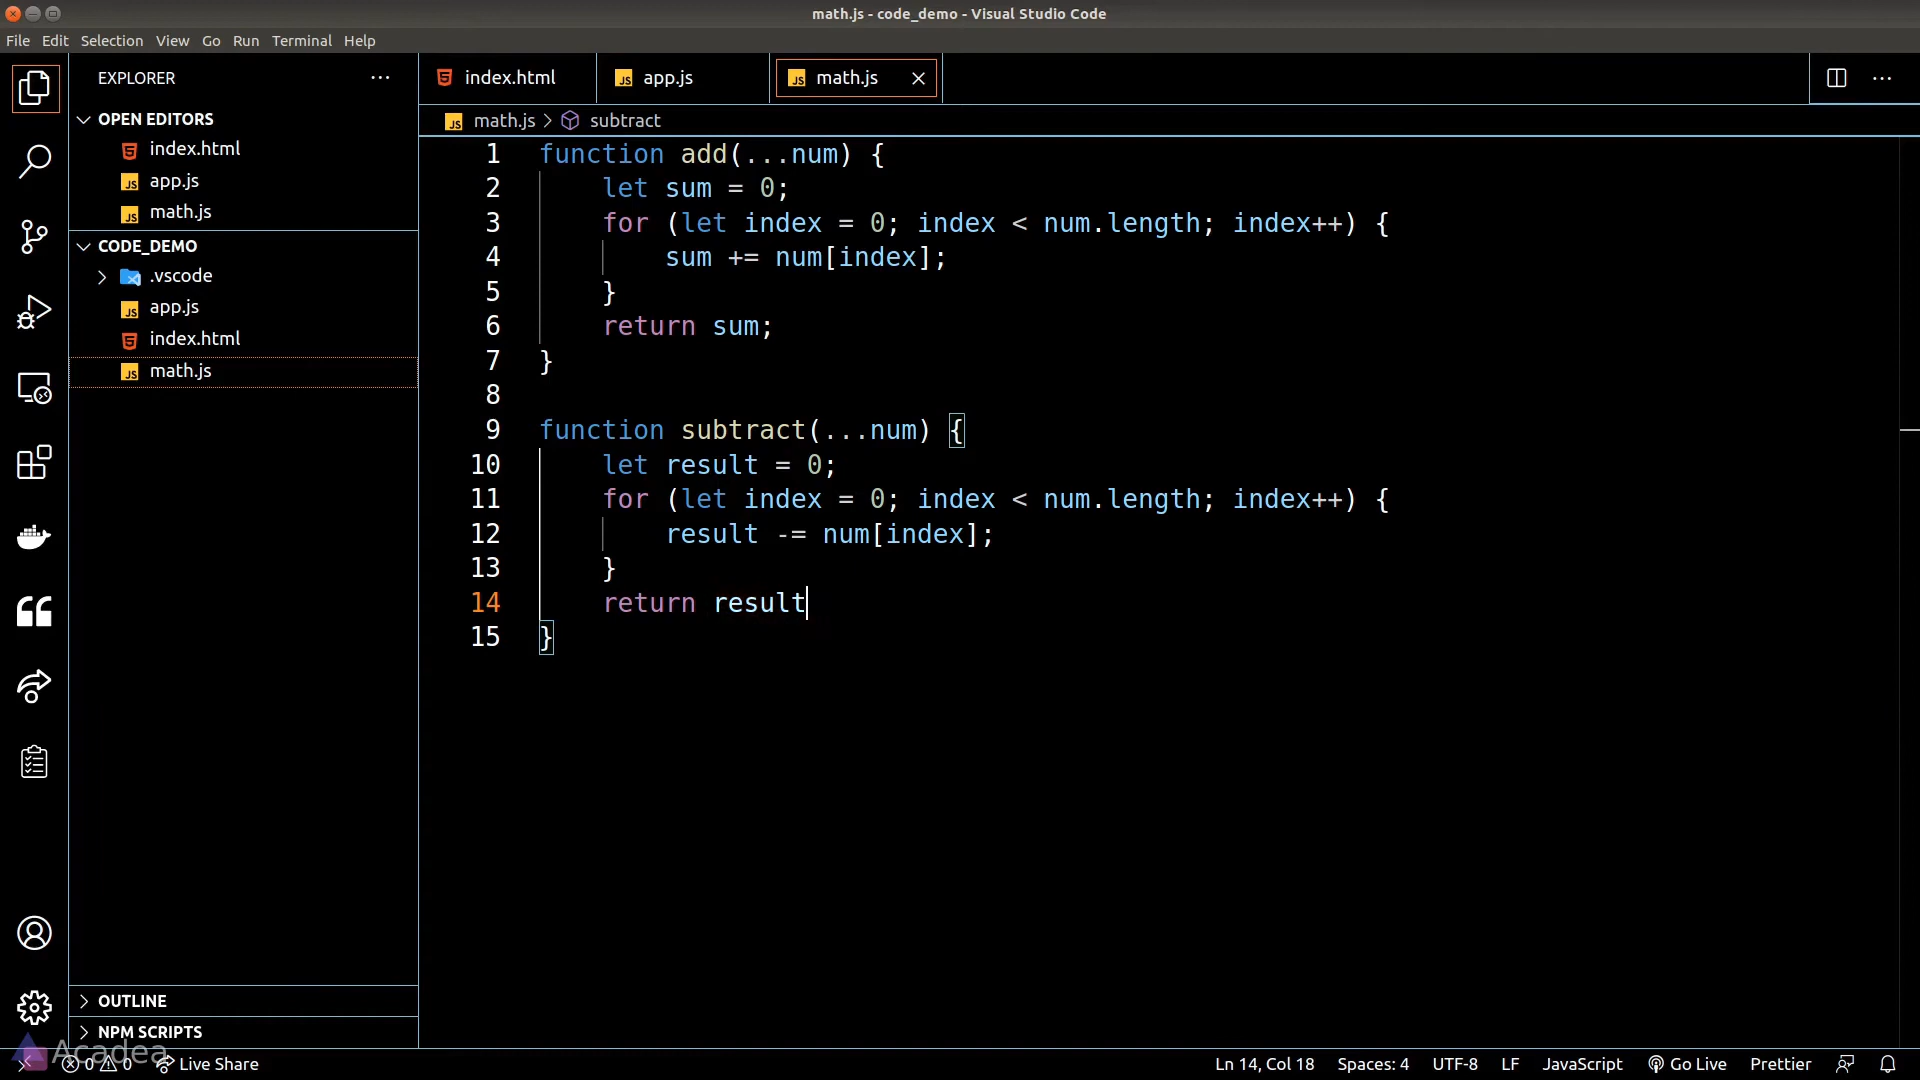 math.js - code_demo - Visual Studio Code
File Edit Selection View Go Run Terminal Help
EXPLORER
OPEN EDITORS
index.html
app.js
math.js
CODE_DEMO
.vscode
app.js
index.html
math.js
OUTLINE
NPM SCRIPTS
index.html app.js math.js
math.js > subtract
1 function add(...num) {
2     let sum = 0;
3     for (let index = 0; index < num.length; index++) {
4         sum += num[index];
5     }
6     return sum;
7 }
8
9 function subtract(...num) {
10     let result = 0;
11     for (let index = 0; index < num.length; index++) {
12         result -= num[index];
13     }
14     return result
15 }
Acadea
0 0 Live Share Ln 14, Col 18 Spaces: 4 UTF-8 LF JavaScript Go Live Prettier